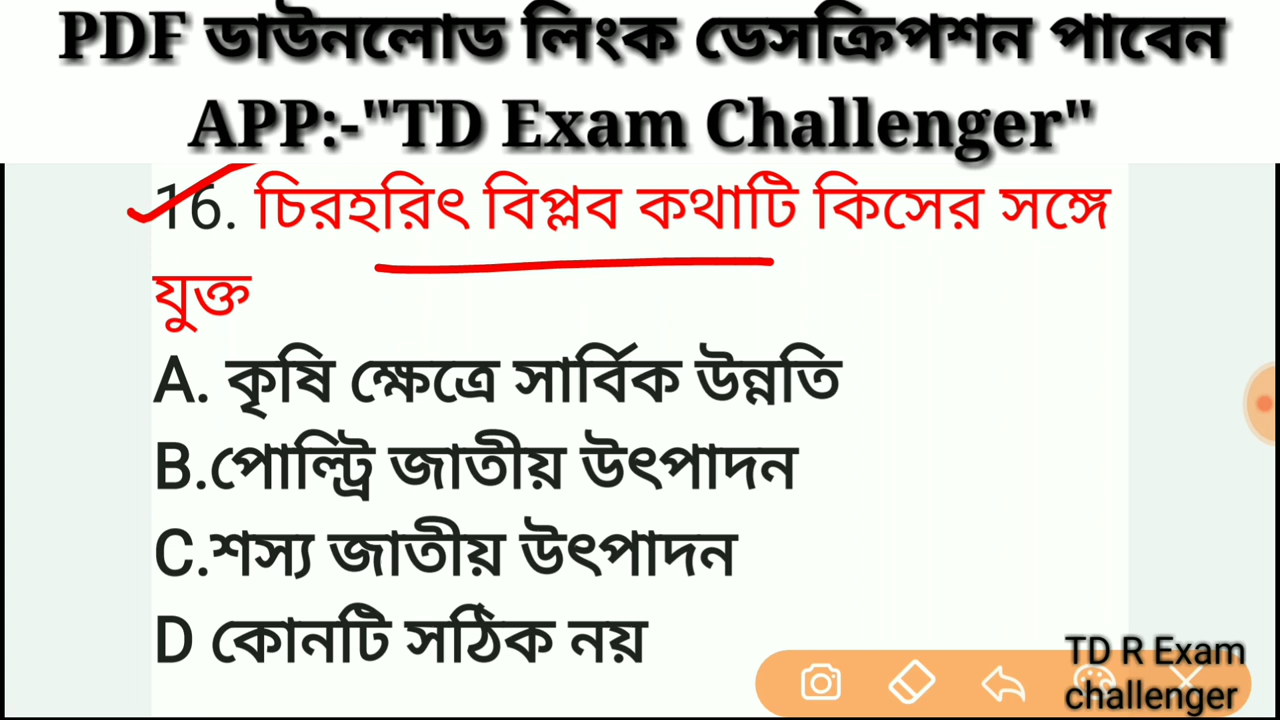 PDF ডাউনলোড লিংক ডেসক্রিপশন পাবেন
APP:-"TD Exam Challenger"
16. চিরহরিৎ বিপ্লব কথাটি কিসের সঙ্গে
যুক্ত
A. কৃষি ক্ষেত্রে সার্বিক উন্নতি
B.পোল্ট্রি জাতীয় উৎপাদন
C.শস্য জাতীয় উৎপাদন
D কোনটি সঠিক নয়
TD R Exam
challenger